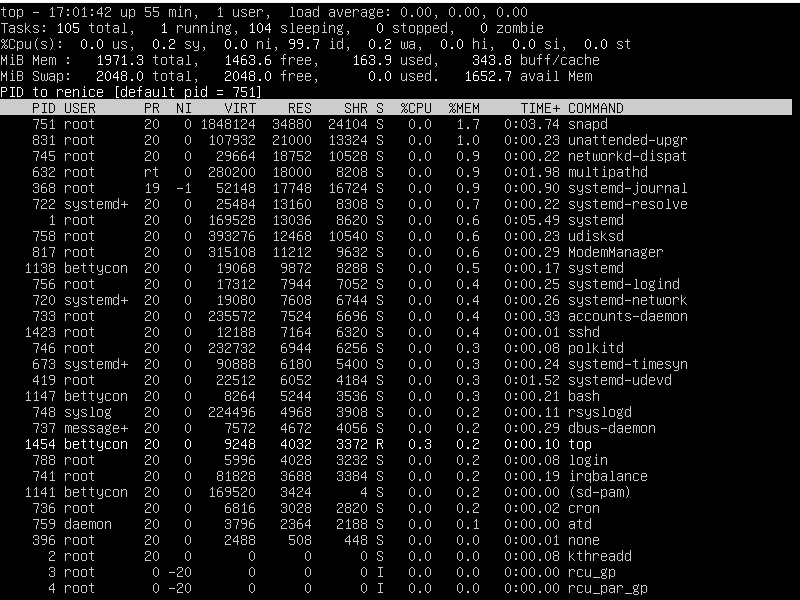 top - 17:01:42 up 55 min,  1 user,  load average: 0.00, 0.00, 0.00
Tasks: 105 total,   1 running, 104 sleeping,   0 stopped,   0 zombie
%Cpu(s):  0.0 us,  0.2 sy,  0.0 ni, 99.7 id,  0.2 wa,  0.0 hi,  0.0 si,  0.0 st
MiB Mem :   1971.3 total,   1463.6 free,    163.9 used,    343.8 buff/cache
MiB Swap:   2048.0 total,   2048.0 free,      0.0 used.   1652.7 avail Mem
PID to renice [default pid = 751]
    PID USER      PR  NI    VIRT    RES    SHR S  %CPU  %MEM     TIME+ COMMAND
    751 root      20   0 1848124  34880  24104 S   0.0   1.7   0:03.74 snapd
    831 root      20   0  107932  21000  13324 S   0.0   1.0   0:00.23 unattended-upgr
    745 root      20   0   29664  18752  10528 S   0.0   0.9   0:00.22 networkd-dispat
    632 root      rt   0  280200  18000   8208 S   0.0   0.9   0:01.98 multipathd
    368 root      19  -1   52148  17748  16724 S   0.0   0.9   0:00.90 systemd-journal
    722 systemd+  20   0   25484  13160   8308 S   0.0   0.7   0:00.22 systemd-resolve
      1 root      20   0  169528  13036   8620 S   0.0   0.6   0:05.49 systemd
    758 root      20   0  393276  12468  10540 S   0.0   0.6   0:00.23 udisksd
    817 root      20   0  315108  11212   9632 S   0.0   0.6   0:00.29 ModemManager
   1138 bettycon  20   0   19068   9872   8288 S   0.0   0.5   0:00.17 systemd
    756 root      20   0   17312   7944   7052 S   0.0   0.4   0:00.25 systemd-logind
    720 systemd+  20   0   19080   7608   6744 S   0.0   0.4   0:00.26 systemd-network
    733 root      20   0  235572   7524   6696 S   0.0   0.4   0:00.33 accounts-daemon
   1423 root      20   0   12188   7164   6320 S   0.0   0.4   0:00.01 sshd
    746 root      20   0  232732   6944   6256 S   0.0   0.3   0:00.08 polkitd
    673 systemd+  20   0   90888   6180   5400 S   0.0   0.3   0:00.24 systemd-timesyn
    419 root      20   0   22512   6052   4184 S   0.0   0.3   0:01.52 systemd-udevd
   1147 bettycon  20   0    8264   5244   3536 S   0.0   0.3   0:00.21 bash
    748 syslog    20   0  224496   4968   3908 S   0.0   0.2   0:00.11 rsyslogd
    737 message+  20   0    7572   4672   4056 S   0.0   0.2   0:00.29 dbus-daemon
   1454 bettycon  20   0    9248   4032   3372 R   0.3   0.2   0:00.10 top
    788 root      20   0    5996   4028   3232 S   0.0   0.2   0:00.08 login
    741 root      20   0   81828   3688   3384 S   0.0   0.2   0:00.19 irqbalance
   1141 bettycon  20   0  169520   3424      4 S   0.0   0.2   0:00.00 (sd-pam)
    736 root      20   0    6816   3028   2820 S   0.0   0.2   0:00.02 cron
    759 daemon    20   0    3796   2364   2188 S   0.0   0.1   0:00.00 atd
    396 root      20   0    2488    508    448 S   0.0   0.0   0:00.01 none
      2 root      20   0       0      0      0 S   0.0   0.0   0:00.08 kthreadd
      3 root       0 -20       0      0      0 I   0.0   0.0   0:00.00 rcu_gp
      4 root       0 -20       0      0      0 I   0.0   0.0   0:00.00 rcu_par_gp